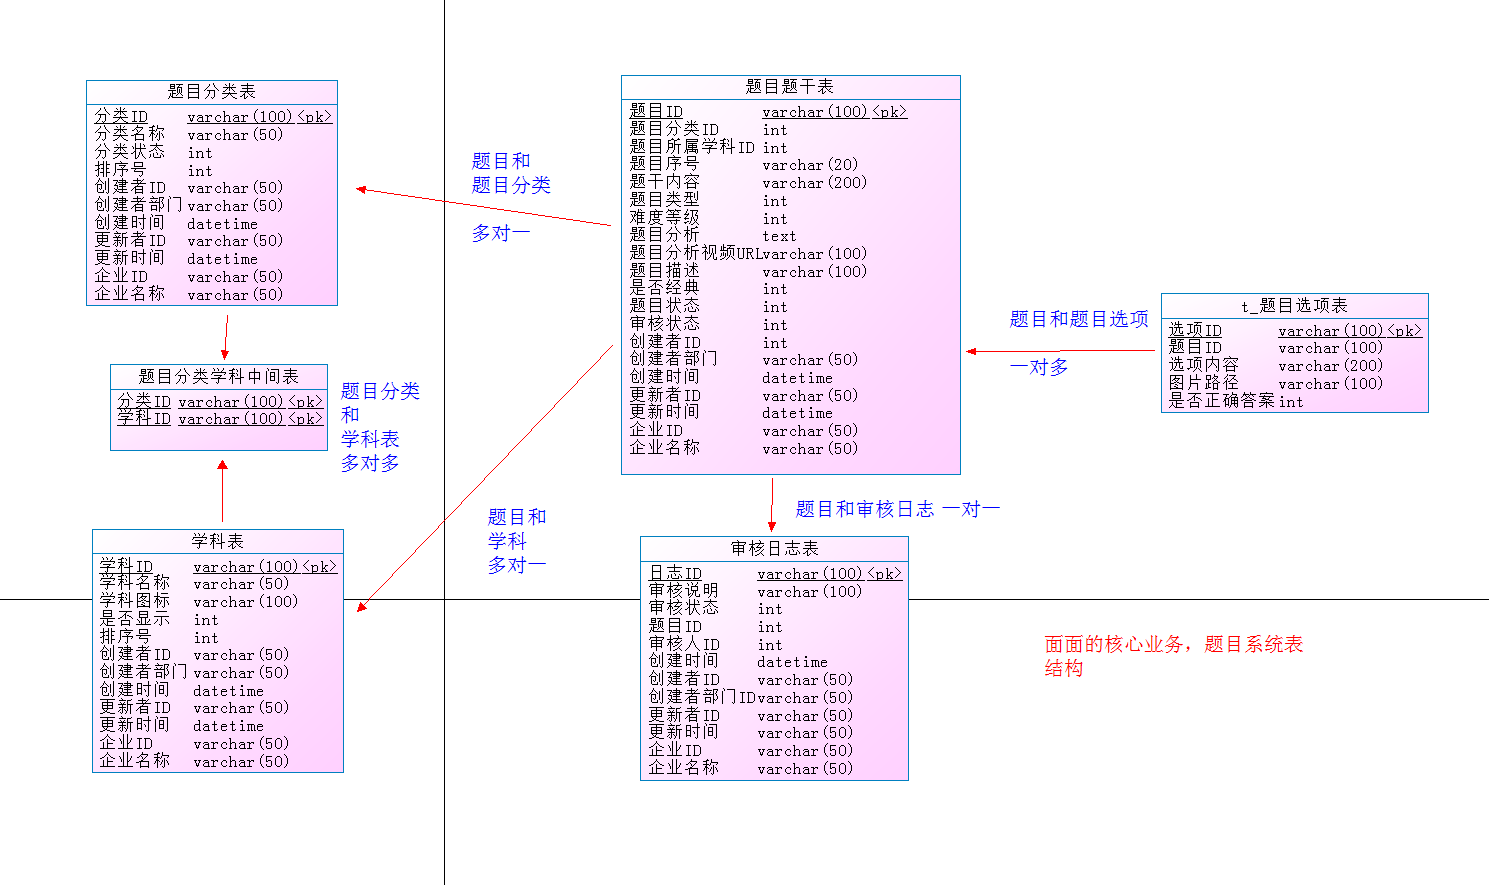 题目分类表
分类ID varchar(100) <pk>
分类名称 varchar(50)
分类状态 int
排序号 int
创建者ID varchar(50)
创建者部门 varchar(50)
创建时间 datetime
更新者ID varchar(50)
更新时间 datetime
企业ID varchar(50)
企业名称 varchar(50)
题目分类学科中间表
分类ID varchar(100) <pk>
学科ID varchar(100) <pk>
题目分类
和
学科表
多对多
学科表
学科ID varchar(100) <pk>
学科名称 varchar(50)
学科图标 varchar(100)
是否显示 int
排序号 int
创建者ID varchar(50)
创建者部门 varchar(50)
创建时间 datetime
更新者ID varchar(50)
更新时间 datetime
企业ID varchar(50)
企业名称 varchar(50)
题目和
题目分类
多对一
题目和
学科
多对一
题目题干表
题目ID varchar(100) <pk>
题目分类ID int
题目所属学科ID int
题目序号 varchar(20)
题干内容 varchar(200)
题目类型 int
难度等级 int
题目分析 text
题目分析视频URL varchar(100)
题目描述 varchar(100)
是否经典 int
题目状态 int
审核状态 int
创建者ID int
创建者部门 varchar(50)
创建时间 datetime
更新者ID varchar(50)
更新时间 datetime
企业ID varchar(50)
企业名称 varchar(50)
题目和审核日志 一对一
审核日志表
日志ID varchar(100) <pk>
审核说明 varchar(100)
审核状态 int
题目ID int
审核人ID int
创建时间 datetime
创建者ID varchar(50)
创建者部门ID varchar(50)
更新者ID varchar(50)
更新时间 varchar(50)
企业ID varchar(50)
企业名称 varchar(50)
题目和题目选项
一对多
t_题目选项表
选项ID varchar(100) <pk>
题目ID varchar(100)
选项内容 varchar(200)
图片路径 varchar(100)
是否正确答案 int
面面的核心业务，题目系统表
结构